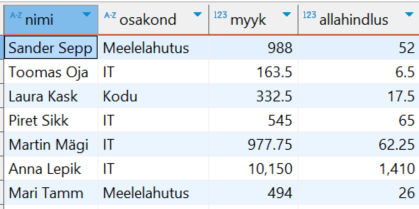 A-Z nimi A-Z osakond 123 myyk 123 allahindlus
Sander Sepp Meelelahutus 988 52
Toomas Oja IT 163.5 6.5
Laura Kask Kodu 332.5 17.5
Piret Sikk IT 545 65
Martin Mägi IT 977.75 62.25
Anna Lepik IT 10,150 1,410
Mari Tamm Meelelahutus 494 26